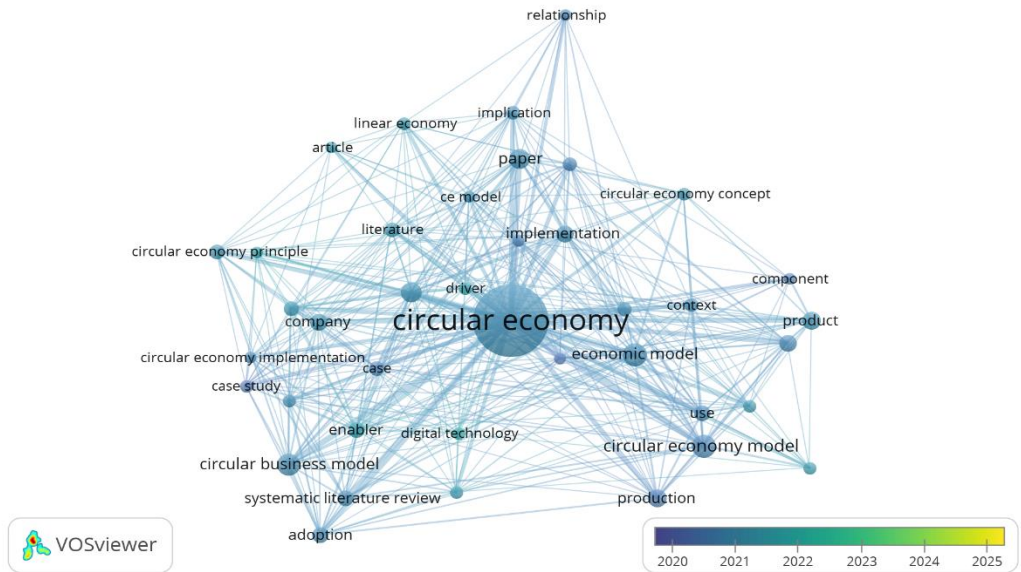 relationship
implication
linear economy
article
paper
ce model
circular economy concept
literature
implementation
circular economy principle
component
driver
context
circular economy
company
product
circular economy implementation
economic model
case
case study
use
enabler
digital technology
circular economy model
circular business model
systematic literature review
production
adoption
VOSviewer
2020 2021 2022 2023 2024 2025